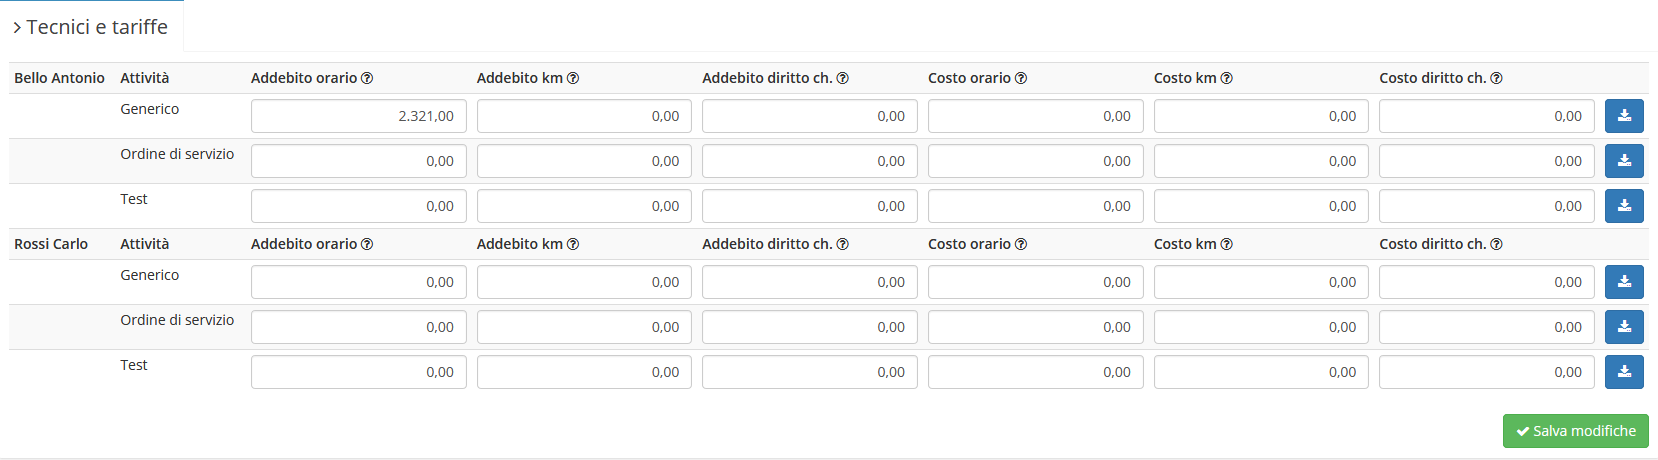 Tecnici e tariffe
Bello Antonio Attività Addebito orario Addebito km Addebito diritto ch. Costo orario Costo km Costo diritto ch.
Generico 2.321,00 0,00 0,00 0,00 0,00 0,00
Ordine di servizio 0,00 0,00 0,00 0,00 0,00 0,00
Test 0,00 0,00 0,00 0,00 0,00 0,00
Rossi Carlo Attività Addebito orario Addebito km Addebito diritto ch. Costo orario Costo km Costo diritto ch.
Generico 0,00 0,00 0,00 0,00 0,00 0,00
Ordine di servizio 0,00 0,00 0,00 0,00 0,00 0,00
Test 0,00 0,00 0,00 0,00 0,00 0,00
Salva modifiche